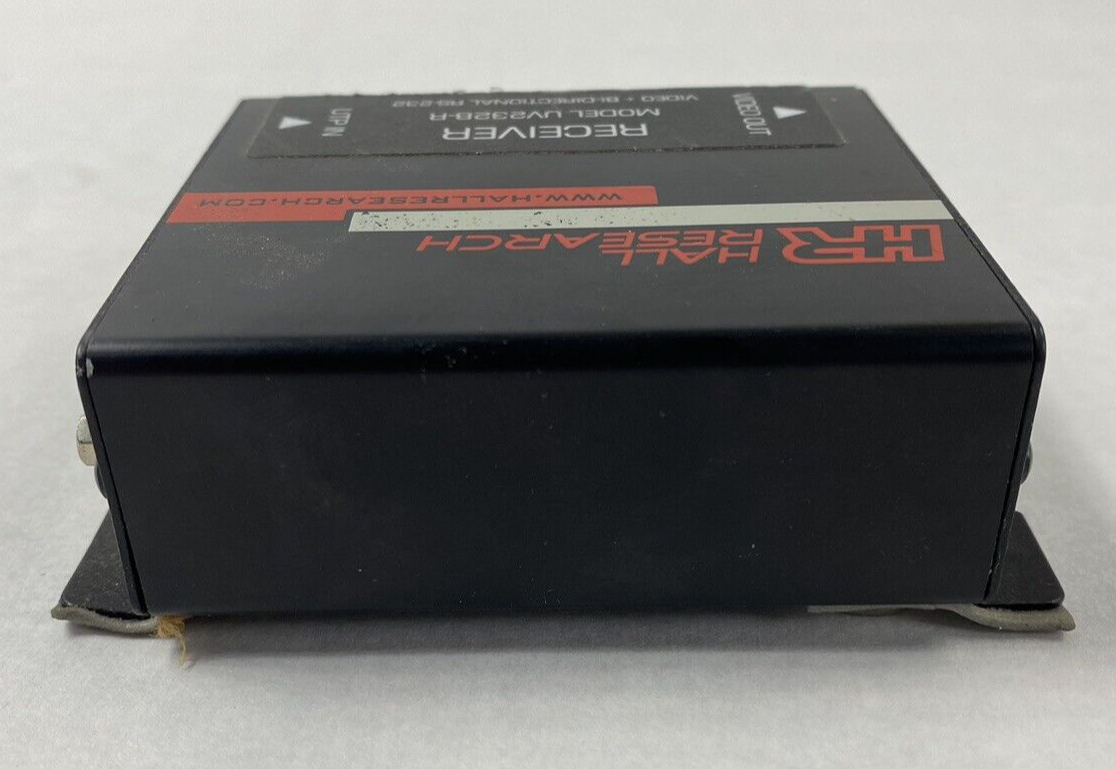 HR HALL
RESEARCH
WWW.HALLRESEARCH.COM
RECEIVER
MODEL UV232B-R
VIDEO + BI-DIRECTIONAL RS-232
VIDEO OUT
UTP IN